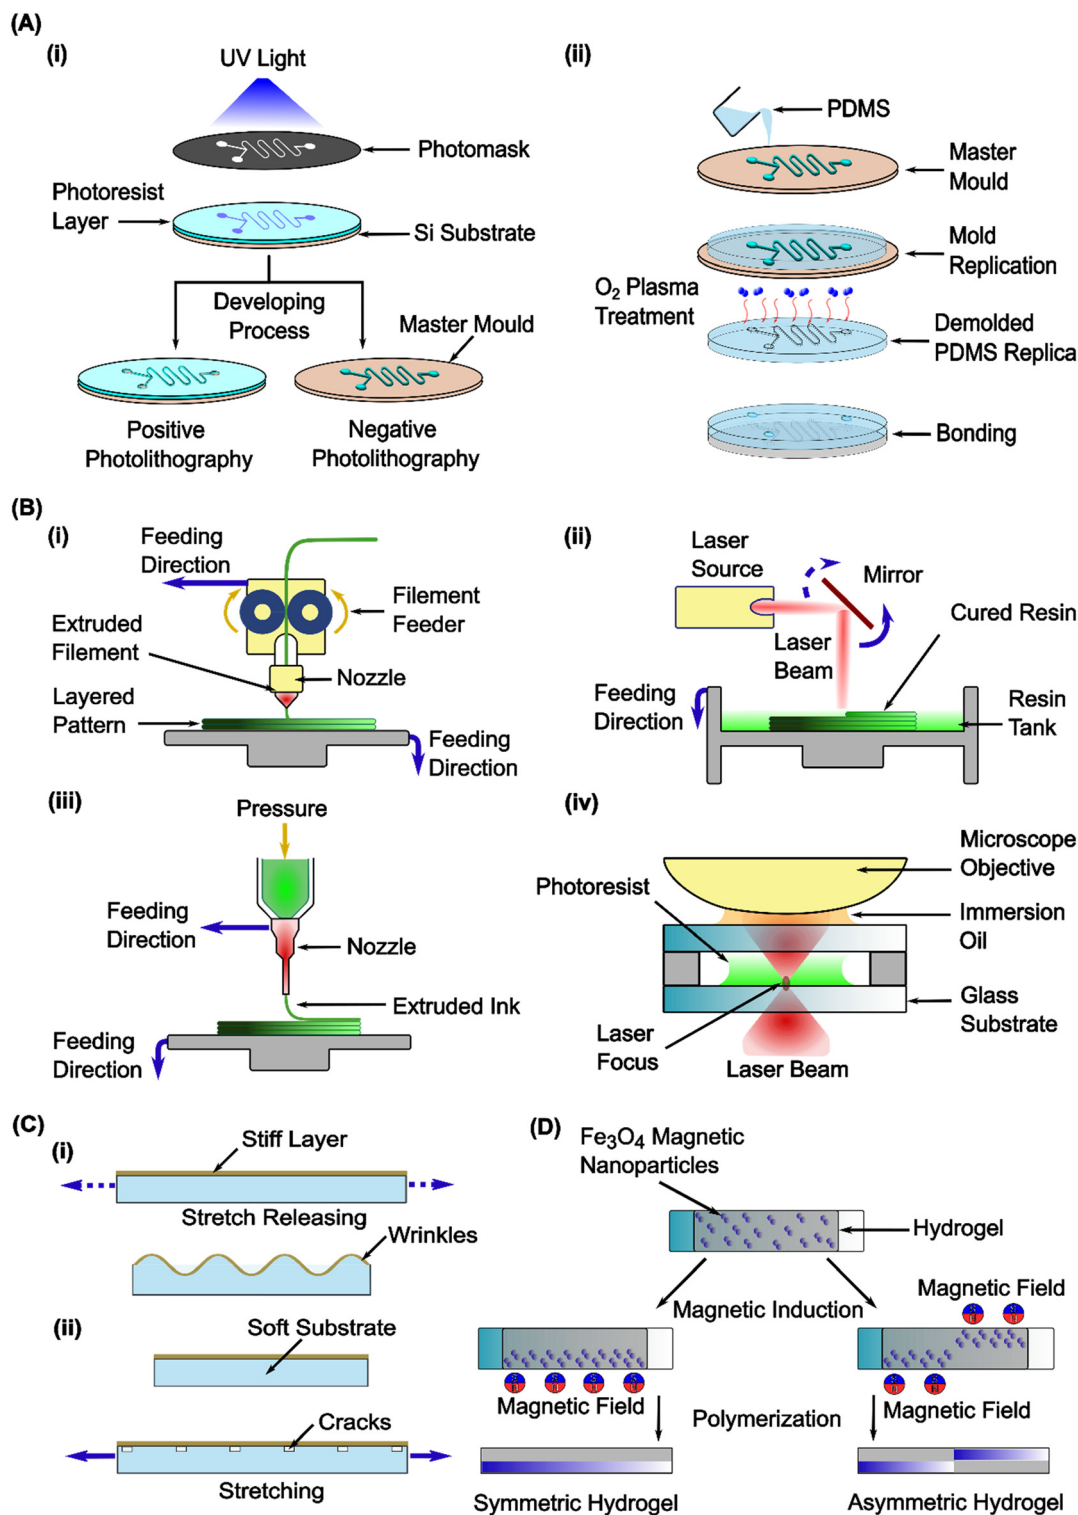 (A)
(i)
UV Light
Photomask
Photoresist
Layer
Si Substrate
Developing
Process
Master Mould
Positive
Photolithography
Negative
Photolithography
(ii)
PDMS
Master
Mould
Mold
Replication
O2 Plasma
Treatment
Demolded
PDMS Replica
Bonding
(B)
(i)
Feeding
Direction
Filament
Feeder
Extruded
Filament
Nozzle
Layered
Pattern
Feeding
Direction
(ii)
Laser
Source
Mirror
Cured Resin
Laser
Beam
Feeding
Direction
Resin
Tank
(iii)
Pressure
Feeding
Direction
Nozzle
Extruded Ink
Feeding
Direction
(iv)
Microscope
Objective
Photoresist
Immersion
Oil
Glass
Substrate
Laser
Focus
Laser Beam
(C)
(i)
Stiff Layer
Stretch Releasing
Wrinkles
(ii)
Soft Substrate
Cracks
Stretching
(D)
Fe3O4 Magnetic
Nanoparticles
Hydrogel
Magnetic Induction
Magnetic Field
Magnetic Field
Magnetic Field
Polymerization
Symmetric Hydrogel
Asymmetric Hydrogel